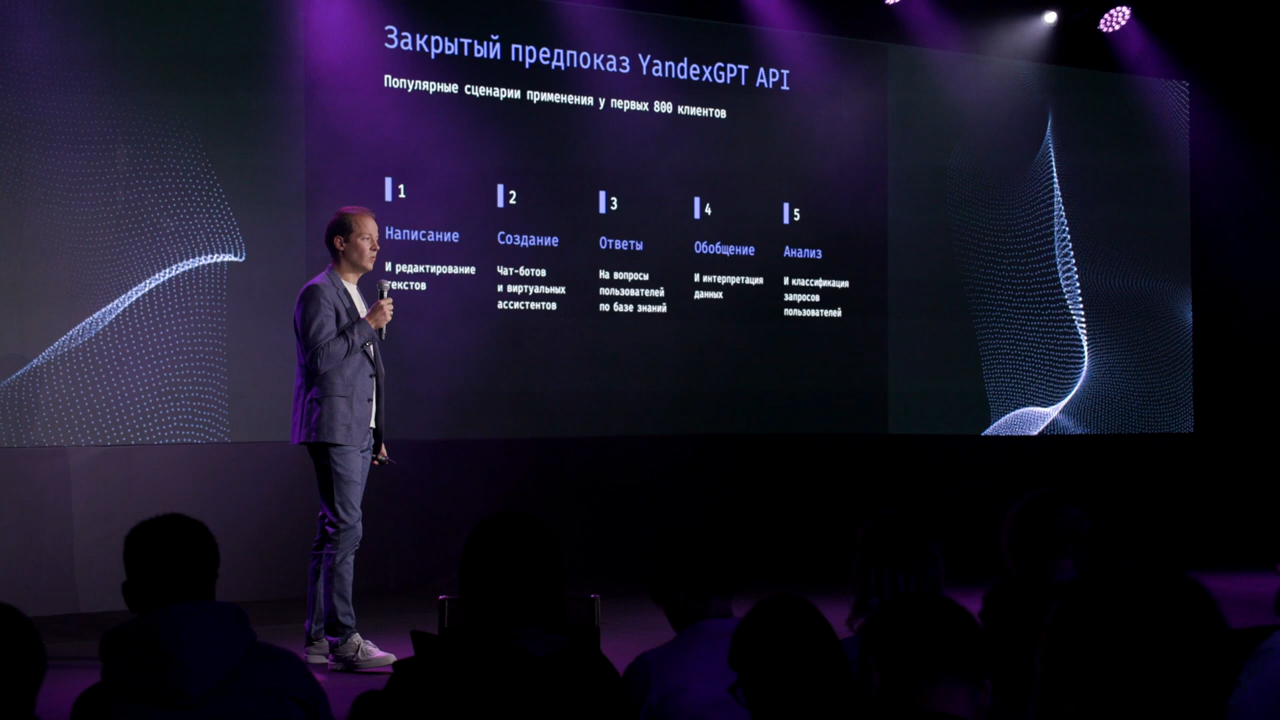 Закрытый предпоказ YandexGPT API
Популярные сценарии применения у первых 800 клиентов
1
Написание
И редактирование
текстов
2
Создание
Чат-ботов
и виртуальных
ассистентов
3
Ответы
На вопросы
пользователей
по базе знаний
4
Обобщение
И интерпретация
данных
5
Анализ
И классификация
запросов
пользователей